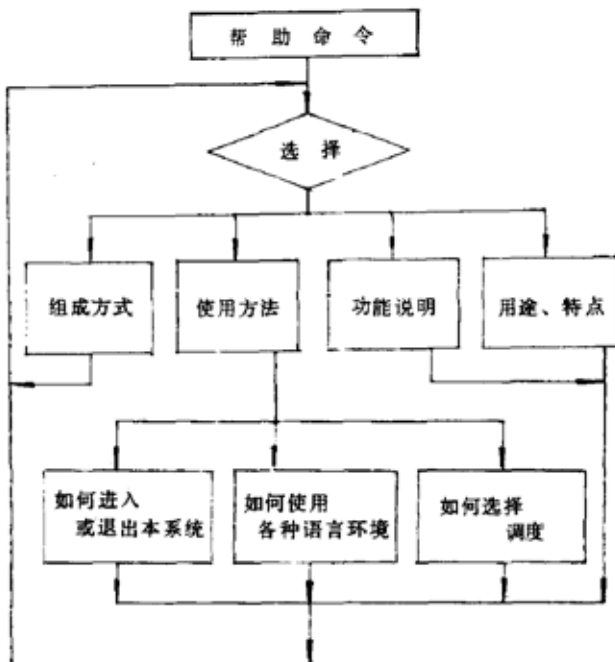 帮助命令
选择
组成方式
使用方法
功能说明
用途、特点
如何进入
或退出本系统
如何使用
各种语言环境
如何选择
调度